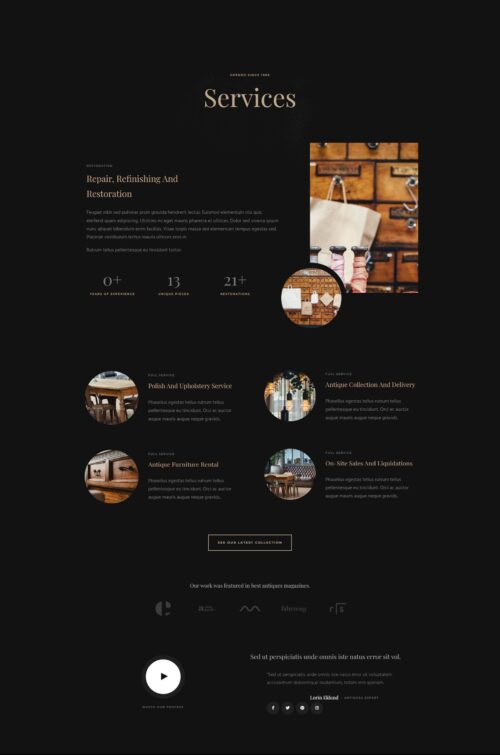 Services
RESTORATION
Repair, Refinishing And
Restoration
Feugiat nibh sed pulvinar proin gravida hendrerit lectus. Euismod elementum nisi quis
eleifend quam adipiscing. Ultricies mi eget mauris pharetra et ultrices. Dolor sed viverra ipsum
nunc aliquet bibendum enim facilisis. Vitae turpis massa sed elementum tempus egestas sed.
Placerat vestibulum lectus mauris ultrices eros in.
Rutrum tellus pellentesque eu tincidunt tortor.
0+
13
21+
YEARS OF EXPERIENCE
UNIQUE PIECES
RESTORATIONS
FULL SERVICE
Polish And Upholstery Service
Phasellus egestas tellus rutrum tellus
pellentesque eu tincidunt. Orci ac auctor
augue mauris augue neque gravida.
FULL SERVICE
Antique Collection And Delivery
Phasellus egestas tellus rutrum tellus
pellentesque eu tincidunt. Orci ac auctor
augue mauris augue neque gravida.
FULL SERVICE
Antique Furniture Rental
Phasellus egestas tellus rutrum tellus
pellentesque eu tincidunt. Orci ac auctor
augue mauris augue neque gravida.
FULL SERVICE
On-Site Sales And Liquidations
Phasellus egestas tellus rutrum tellus
pellentesque eu tincidunt. Orci ac auctor
augue mauris augue neque gravida.
SEE OUR LATEST COLLECTION
Our work was featured in best antiques magazines.
r s
Sed ut perspiciatis unde omnis iste natus error sit vol.
"Sed ut perspiciatis unde omnis iste natus error sit voluptatem
accusantium doloremque laudantium, totam rem aperiam.
Lorin Eklund - ANTIQUES EXPERT
WATCH OUR PROCESS